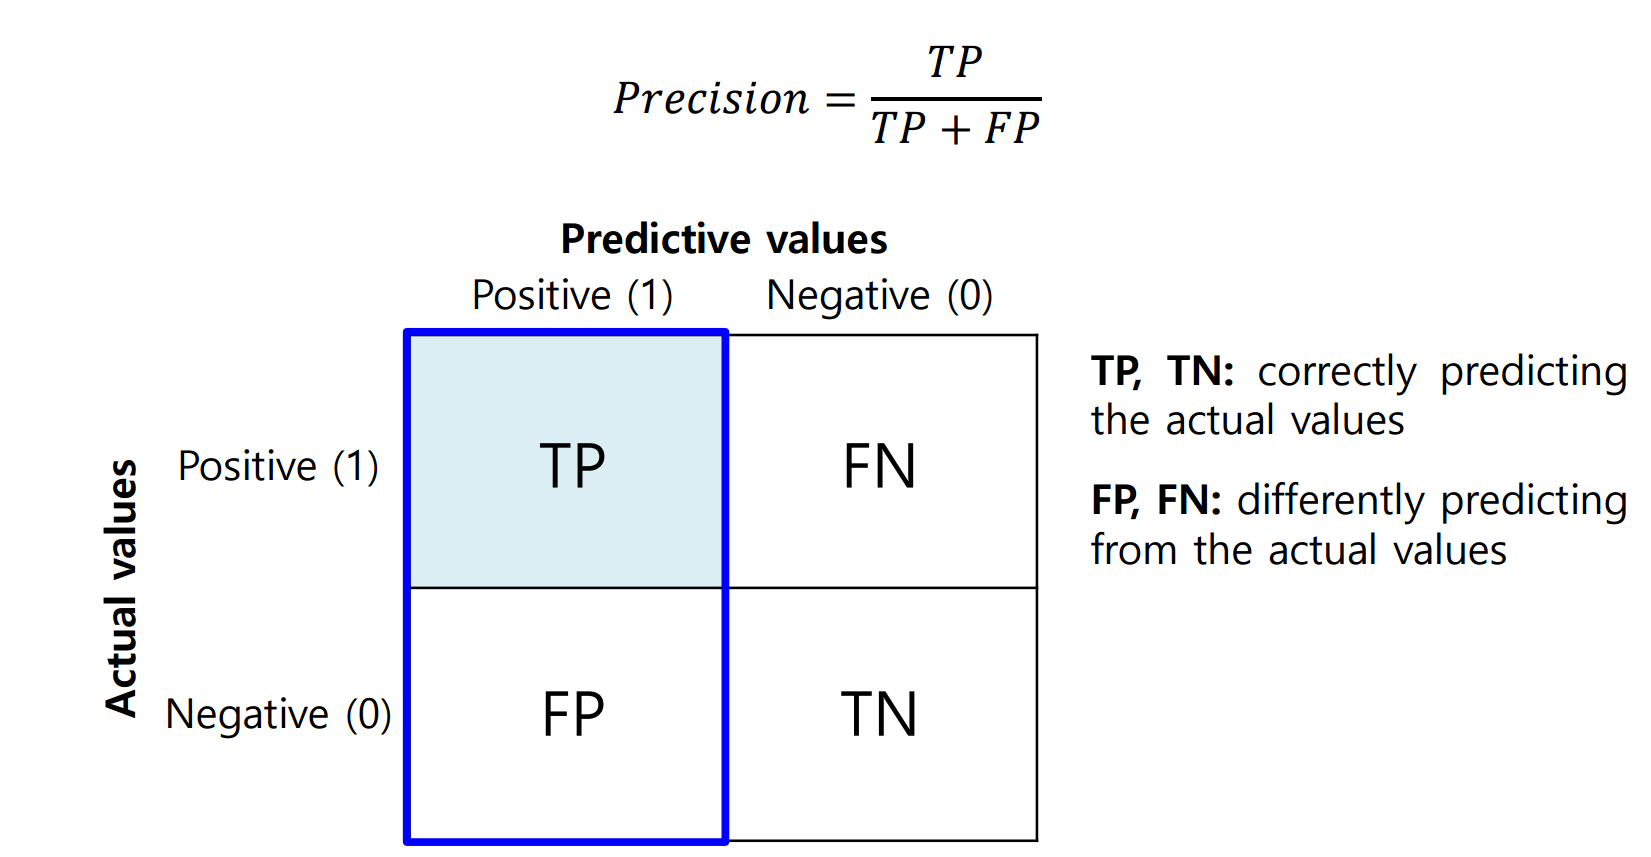 Precision = TP / TP + FP
Predictive values
Positive (1) Negative (0)
Actual values
Positive (1) TP FN
Negative (0) FP TN
TP, TN: correctly predicting
the actual values
FP, FN: differently predicting
from the actual values